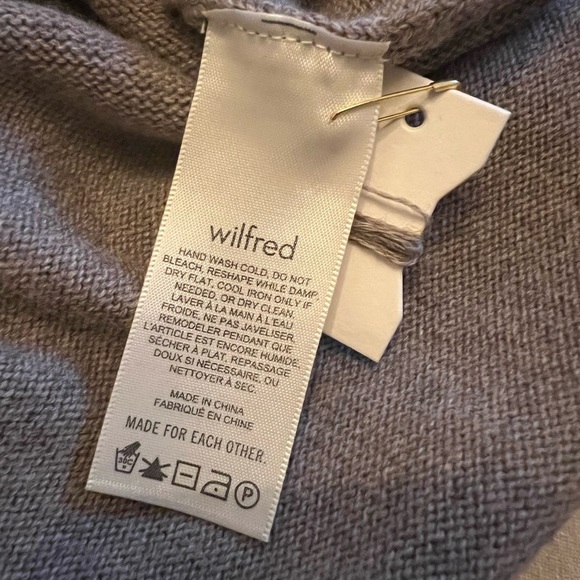 wilfred
HAND WASH COLD, DO NOT
BLEACH, RESHAPE WHILE DAMP,
DRY FLAT, COOL IRON ONLY IF
NEEDED, OR DRY CLEAN.
LAVER À LA MAIN À L'EAU
FROIDE, NE PAS JAVELISER,
REMODELER PENDANT QUE
L'ARTICLE EST ENCORE HUMIDE,
SÉCHER À PLAT, REPASSAGE
DOUX SI NÉCESSAIRE, OU
NETTOYER À SEC.
MADE IN CHINA
FABRIQUÉ EN CHINE
MADE FOR EACH OTHER.
30C
P